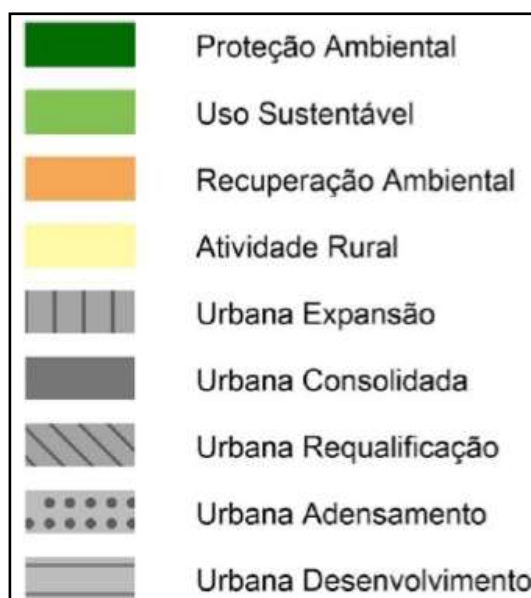 Proteção Ambiental
Uso Sustentável
Recuperação Ambiental
Atividade Rural
Urbana Expansão
Urbana Consolidada
Urbana Requalificação
Urbana Adensamento
Urbana Desenvolvimento